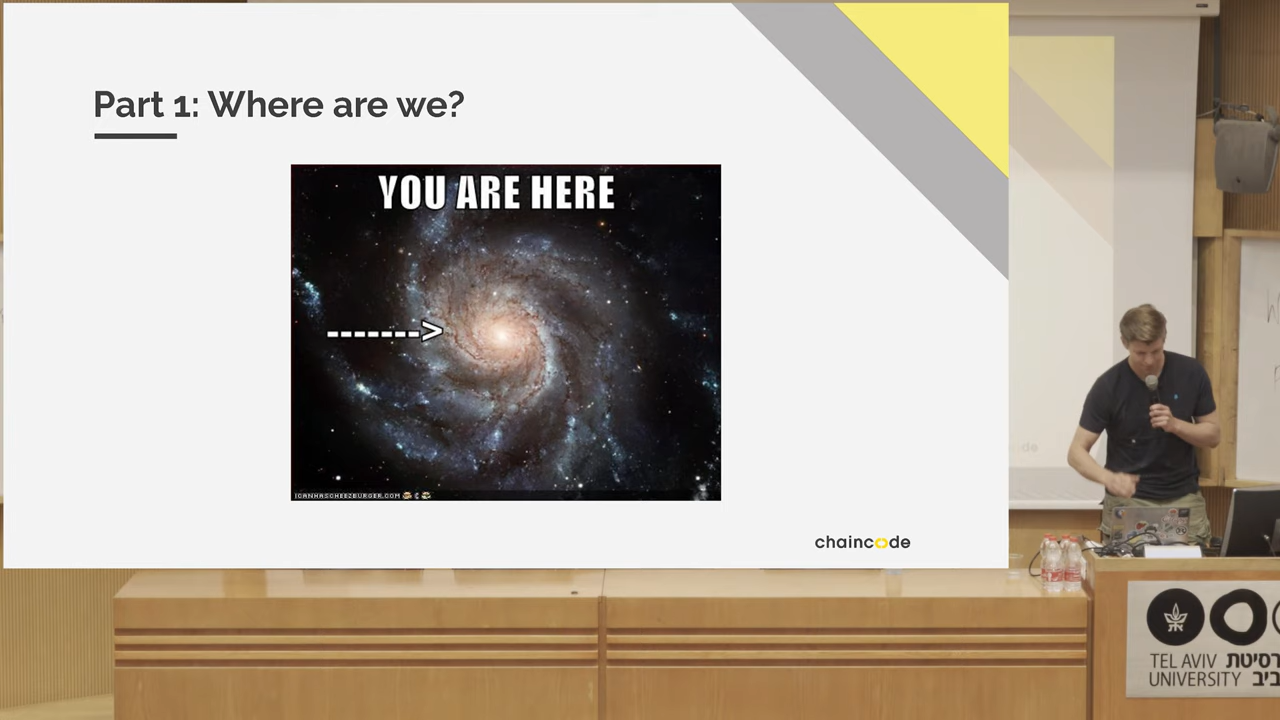 Part 1: Where are we?
YOU ARE HERE
------->
ICANHASCHEEZBURGER.COM
chaincode
TEL AVIV
UNIVERSITY